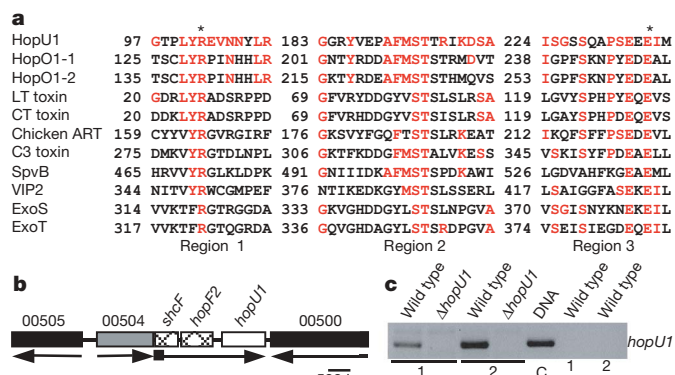 a
* *
HopU1 97 GTPLYREVNNYLR 183 GGRYVEPAFMSTTRIKDSA 224 ISGSSQAPSEEEIM
HopO1-1 125 TSCLYRPINHHLR 201 GNTYRDDAFMSTSTRMDVT 238 IGPFSKNPYEDEAL
HopO1-2 135 TSCLYRPINHHLR 215 GKTYRDEAFMSTSTHMQVS 253 IGPFSKNPYEDEAL
LT toxin 20 GDRLYRADSRPPD 69 GFVRYDDGYVSTSLSLRSA 119 LGVYSPHPYEQEVS
CT toxin 20 DDKLYRADSRPPD 69 GFVRHDDGYVSTSISLRSA 119 LGAYSPHPDEQEVS
Chicken ART 159 CYYVYRGVRGIRF 176 GKSVYFGQFTSTSLRKEAT 212 IKQFSFFPSEDEVL
C3 toxin 275 DMKVYRGTDLNPL 306 GKTFKDDGFMSTALVKESS 345 VSKISYFPDEAELL
SpvB 465 HRVVYRGLKLDPK 491 GNIIIDKAFMSTSPDKAWI 526 LGDVAHFKGEAEML
VIP2 344 NITVYRWCGMPEF 376 NTIKEDKGYMSTSLSSERL 417 LSAIGGFASEKEIL
ExoS 314 VVKTFRGTRGGDA 333 GKVGHDDGYLSTSLNPGVA 370 VSGISNYKNEKEIL
ExoT 317 VVKTFRGTQGRDA 336 GKVGHDAGYLSTSRDPGVA 374 VSEISIEGDEQEIL
Region 1 Region 2 Region 3
b
00505 00504 shcF hopF2 hopU1 00500
c
Wild type ΔhopU1 Wild type ΔhopU1 DNA Wild type Wild type
hopU1
1 2 C 1 2